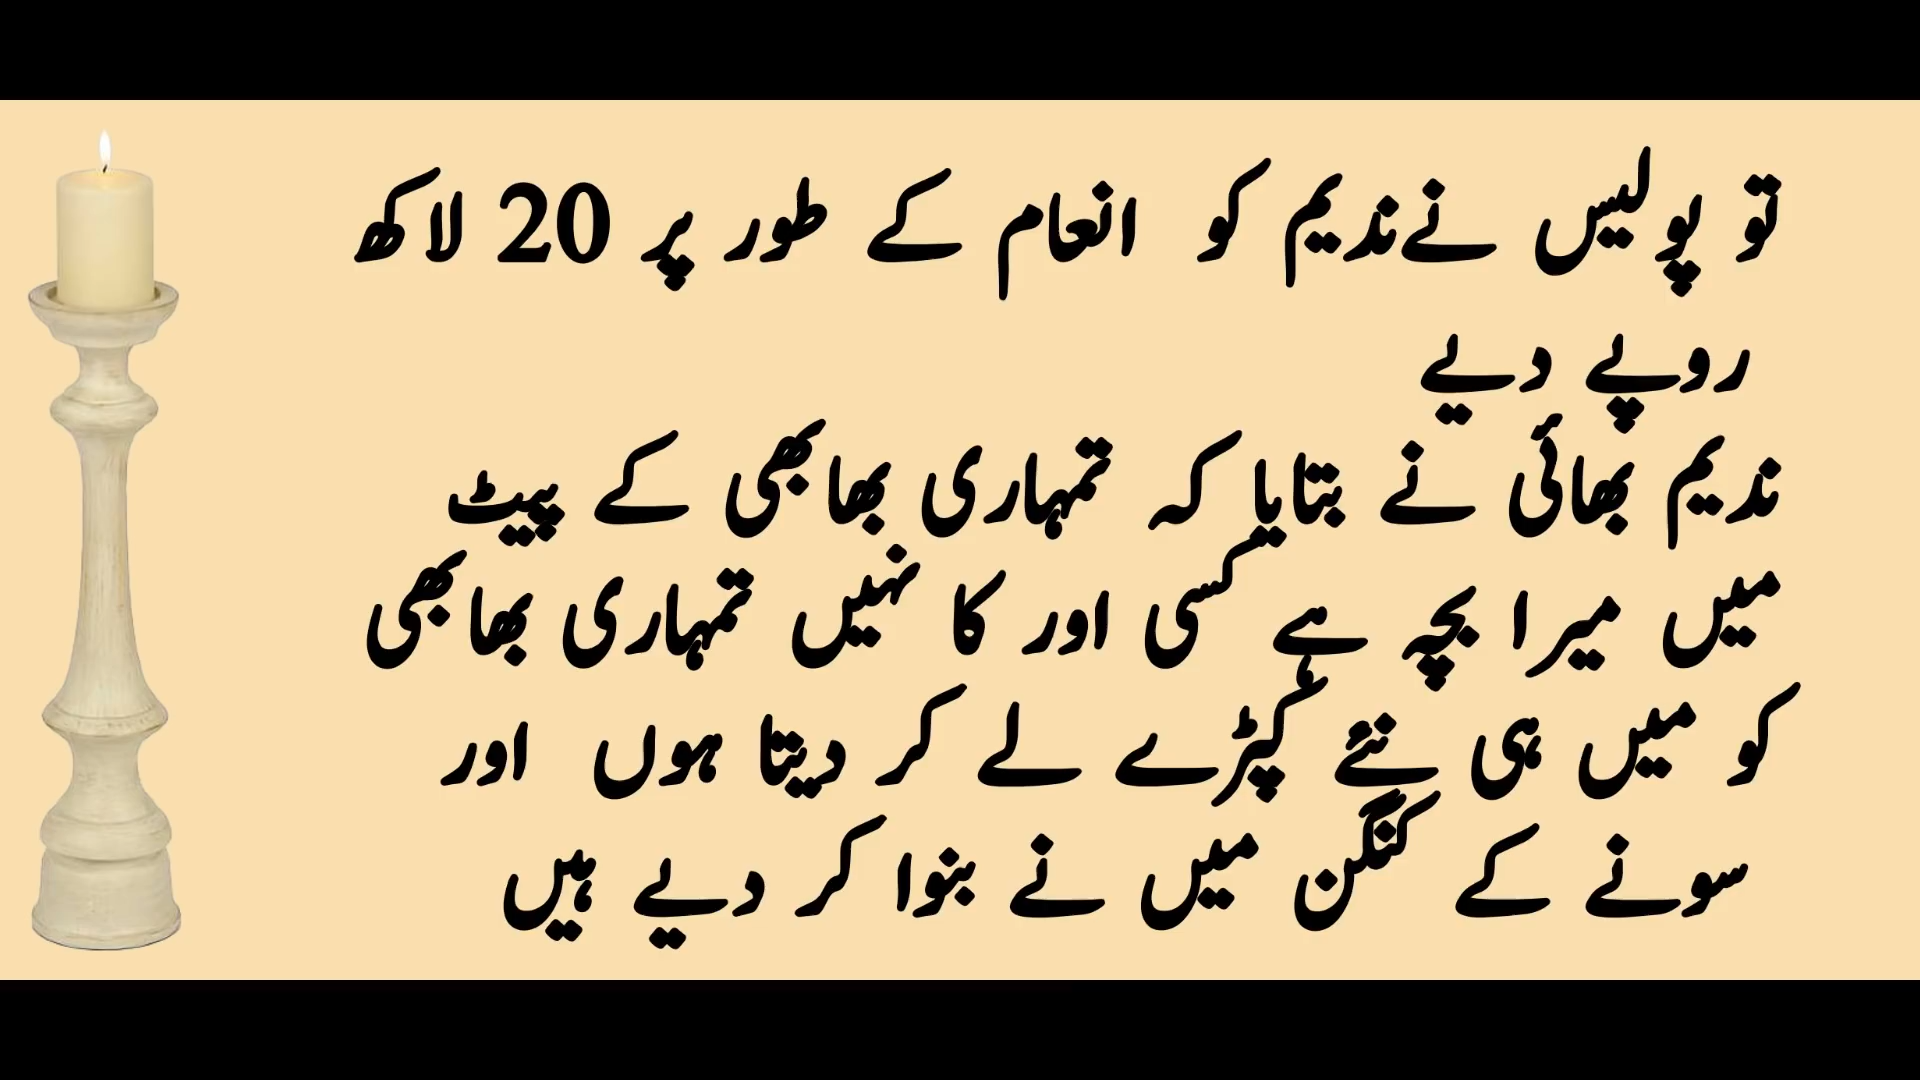 تو پولیس نےندیم کو انعام کے طور پر 20 لاکھ
روپے دیے
ندیم بھائی نے بتایا کہ تمہاری بھابھی کے پیٹ
میں میرا بچہ ہے کسی اور کا نہیں تمہاری بھابھی
کو میں ہی نئے کپڑے لے کر دیتا ہوں اور
سونے کے کنگن میں نے بنوا کر دیے ہیں